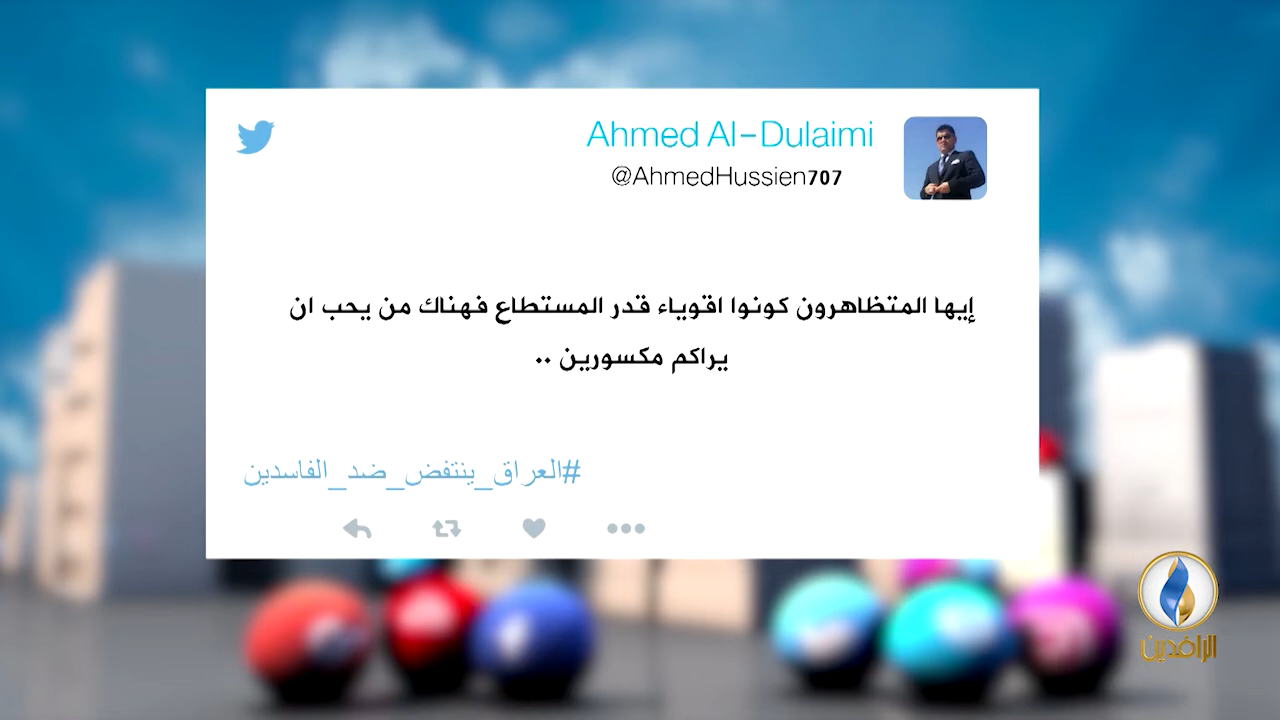 Ahmed Al-Dulaimi
@AhmedHussien707
إيها المتظاهرون كونوا اقوياء قدر المستطاع فهناك من يحب ان
يراكم مكسورين ..
#العراق_ينتفض_ضد_الفاسدين
الرافدين